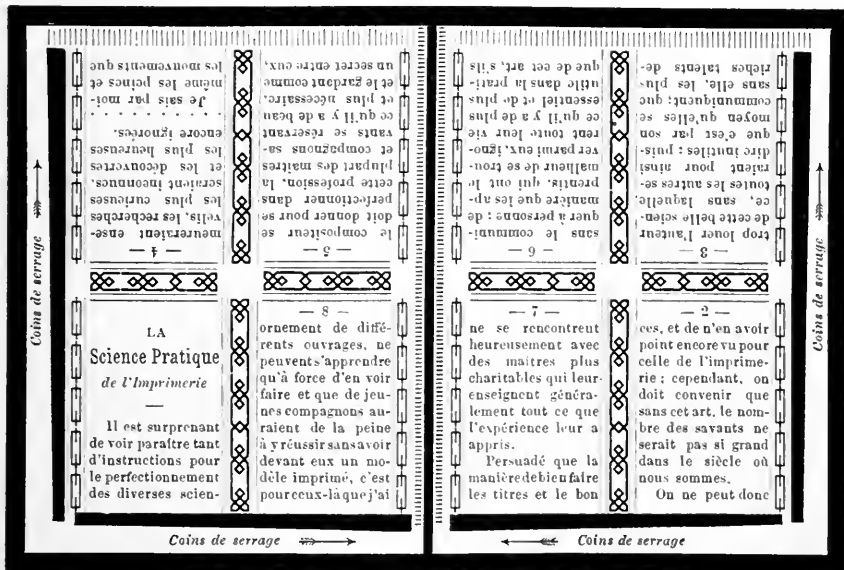 LA
Science Pratique
de l'Imprimerie
Il est surprenant
de voir paraître tant
d'instructions pour
le perfectionnement
des diverses scien-
— 2 —
ces, et de n'en avoir
point encore vu pour
celle de l'imprime-
rie ; cependant, on
doit convenir que
sans cet art, le nom-
bre des savants ne
serait pas si grand
dans le siècle où
nous sommes.
On ne peut donc
— 3 —
trop louer l'auteur
de cette belle scien-
ce, sans laquelle,
toutes les autres se-
raient pour ainsi
dire inutiles ; puis-
que c'est par son
moyen qu'elles se
communiquent; que
sans elle, les plus
riches talents de-
— 4 —
meureraient ense-
velis, les recherches
les plus curieuses
seraient inconnues,
et les découvertes
les plus heureuses
encore ignorées.
. . . . . . . . . .
Je sais par moi-
même les peines et
les mouvements que
— 5 —
le compositeur se
doit donner pour se
perfectionner dans
cette profession, la
plupart des maîtres
et compagnons sa-
vants se réservant
ce qu'il y a de beau
et plus nécessaire,
et le gardant comme
un secret entre eux,
— 6 —
sans le communi-
quer à personne ; de
manière que les ap-
prentis, qui ont le
malheur de se trou-
ver parmi eux, igno-
rent toute leur vie
ce qu'il y a de plus
essentiel et de plus
utile dans la prati-
que de cet art, s'ils
— 7 —
ne se rencontreut
heureusement avec
des maîtres plus
charitables qui leur
enseignent généra-
lement tout ce que
l'expérience leur a
appris.
Persuadé que la
manière de bien faire
les titres et le bon
— 8 —
ornement de diffé-
rents ouvrages, ne
peuvent s'apprendre
qu'à force d'en voir
faire et que de jeu-
nes compagnons au-
raient de la peine
à y réussir sans avoir
devant eux un mo-
dèle imprimé, c'est
pour ceux-là que j'ai
Coins de serrage
Coins de serrage
Coins de serrage
Coins de serrage